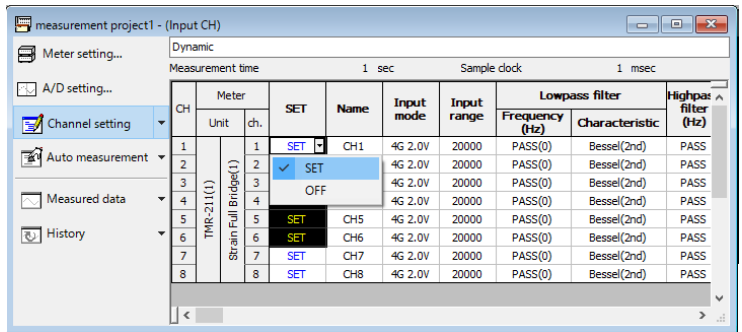 measurement project1 - (Input CH)
Meter setting...
A/D setting...
Channel setting
Auto measurement
Measured data
History
Dynamic
Measurement time 1 sec Sample clock 1 msec
CH Meter SET Name Input mode Input range Lowpass filter Highpas filter (Hz)
Unit ch. Frequency (Hz) Characteristic
TMR-211(1)
Strain Full Bridge(1)
1 1 SET CH1 4G 2.0V 20000 PASS(0) Bessel(2nd) PASS
2 2 SET 4G 2.0V 20000 PASS(0) Bessel(2nd) PASS
3 3 OFF 4G 2.0V 20000 PASS(0) Bessel(2nd) PASS
4 4 4G 2.0V 20000 PASS(0) Bessel(2nd) PASS
5 5 SET CH5 4G 2.0V 20000 PASS(0) Bessel(2nd) PASS
6 6 SET CH6 4G 2.0V 20000 PASS(0) Bessel(2nd) PASS
7 7 SET CH7 4G 2.0V 20000 PASS(0) Bessel(2nd) PASS
8 8 SET CH8 4G 2.0V 20000 PASS(0) Bessel(2nd) PASS